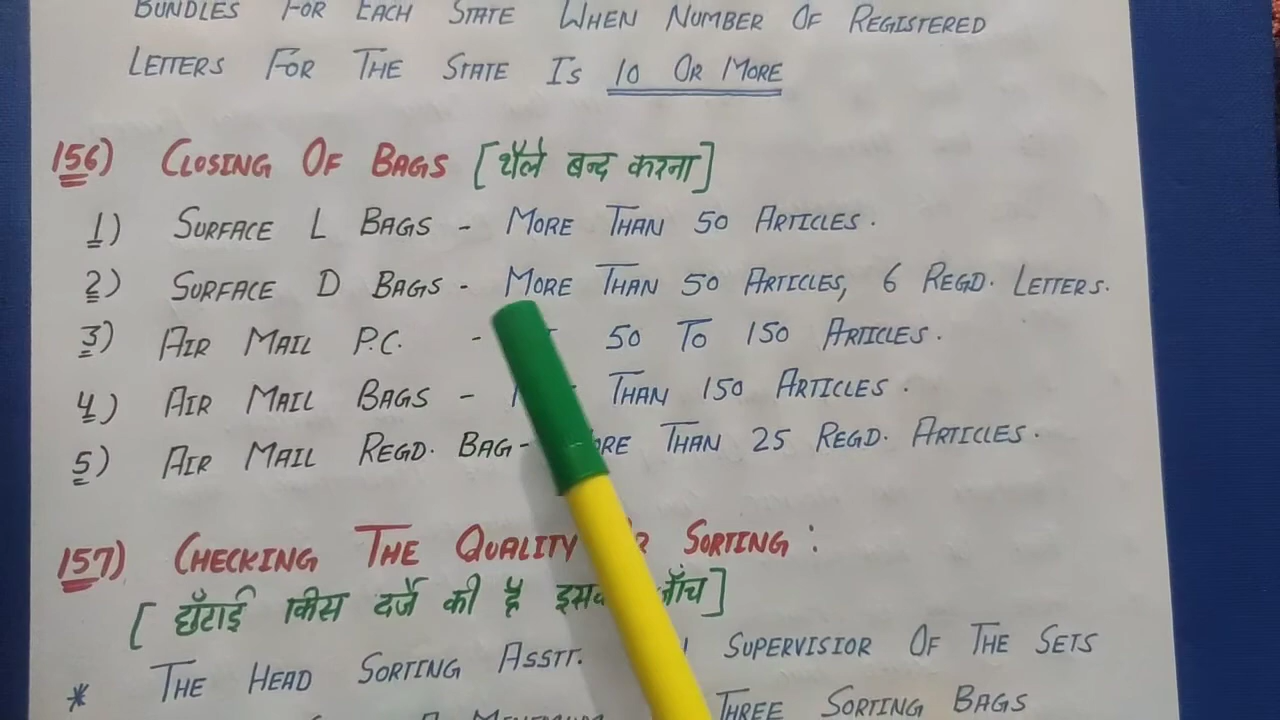 BUNDLES FOR EACH STATE WHEN NUMBER OF REGISTERED
LETTERS FOR THE STATE IS 10 OR MORE
156) CLOSING OF BAGS [थैले बन्द करना]
1) SURFACE L BAGS - MORE THAN 50 ARTICLES.
2) SURFACE D BAGS - MORE THAN 50 ARTICLES, 6 REGD. LETTERS.
3) AIR MAIL P.C. - 50 TO 150 ARTICLES.
4) AIR MAIL BAGS - THAN 150 ARTICLES.
5) AIR MAIL REGD. BAG - THAN 25 REGD. ARTICLES.
157) CHECKING THE QUALITY SORTING :
[छँटाई किस दर्जे की है जाँच]
* THE HEAD SORTING ASSTT. SUPERVISIOR OF THE SETS
THREE SORTING BAGS